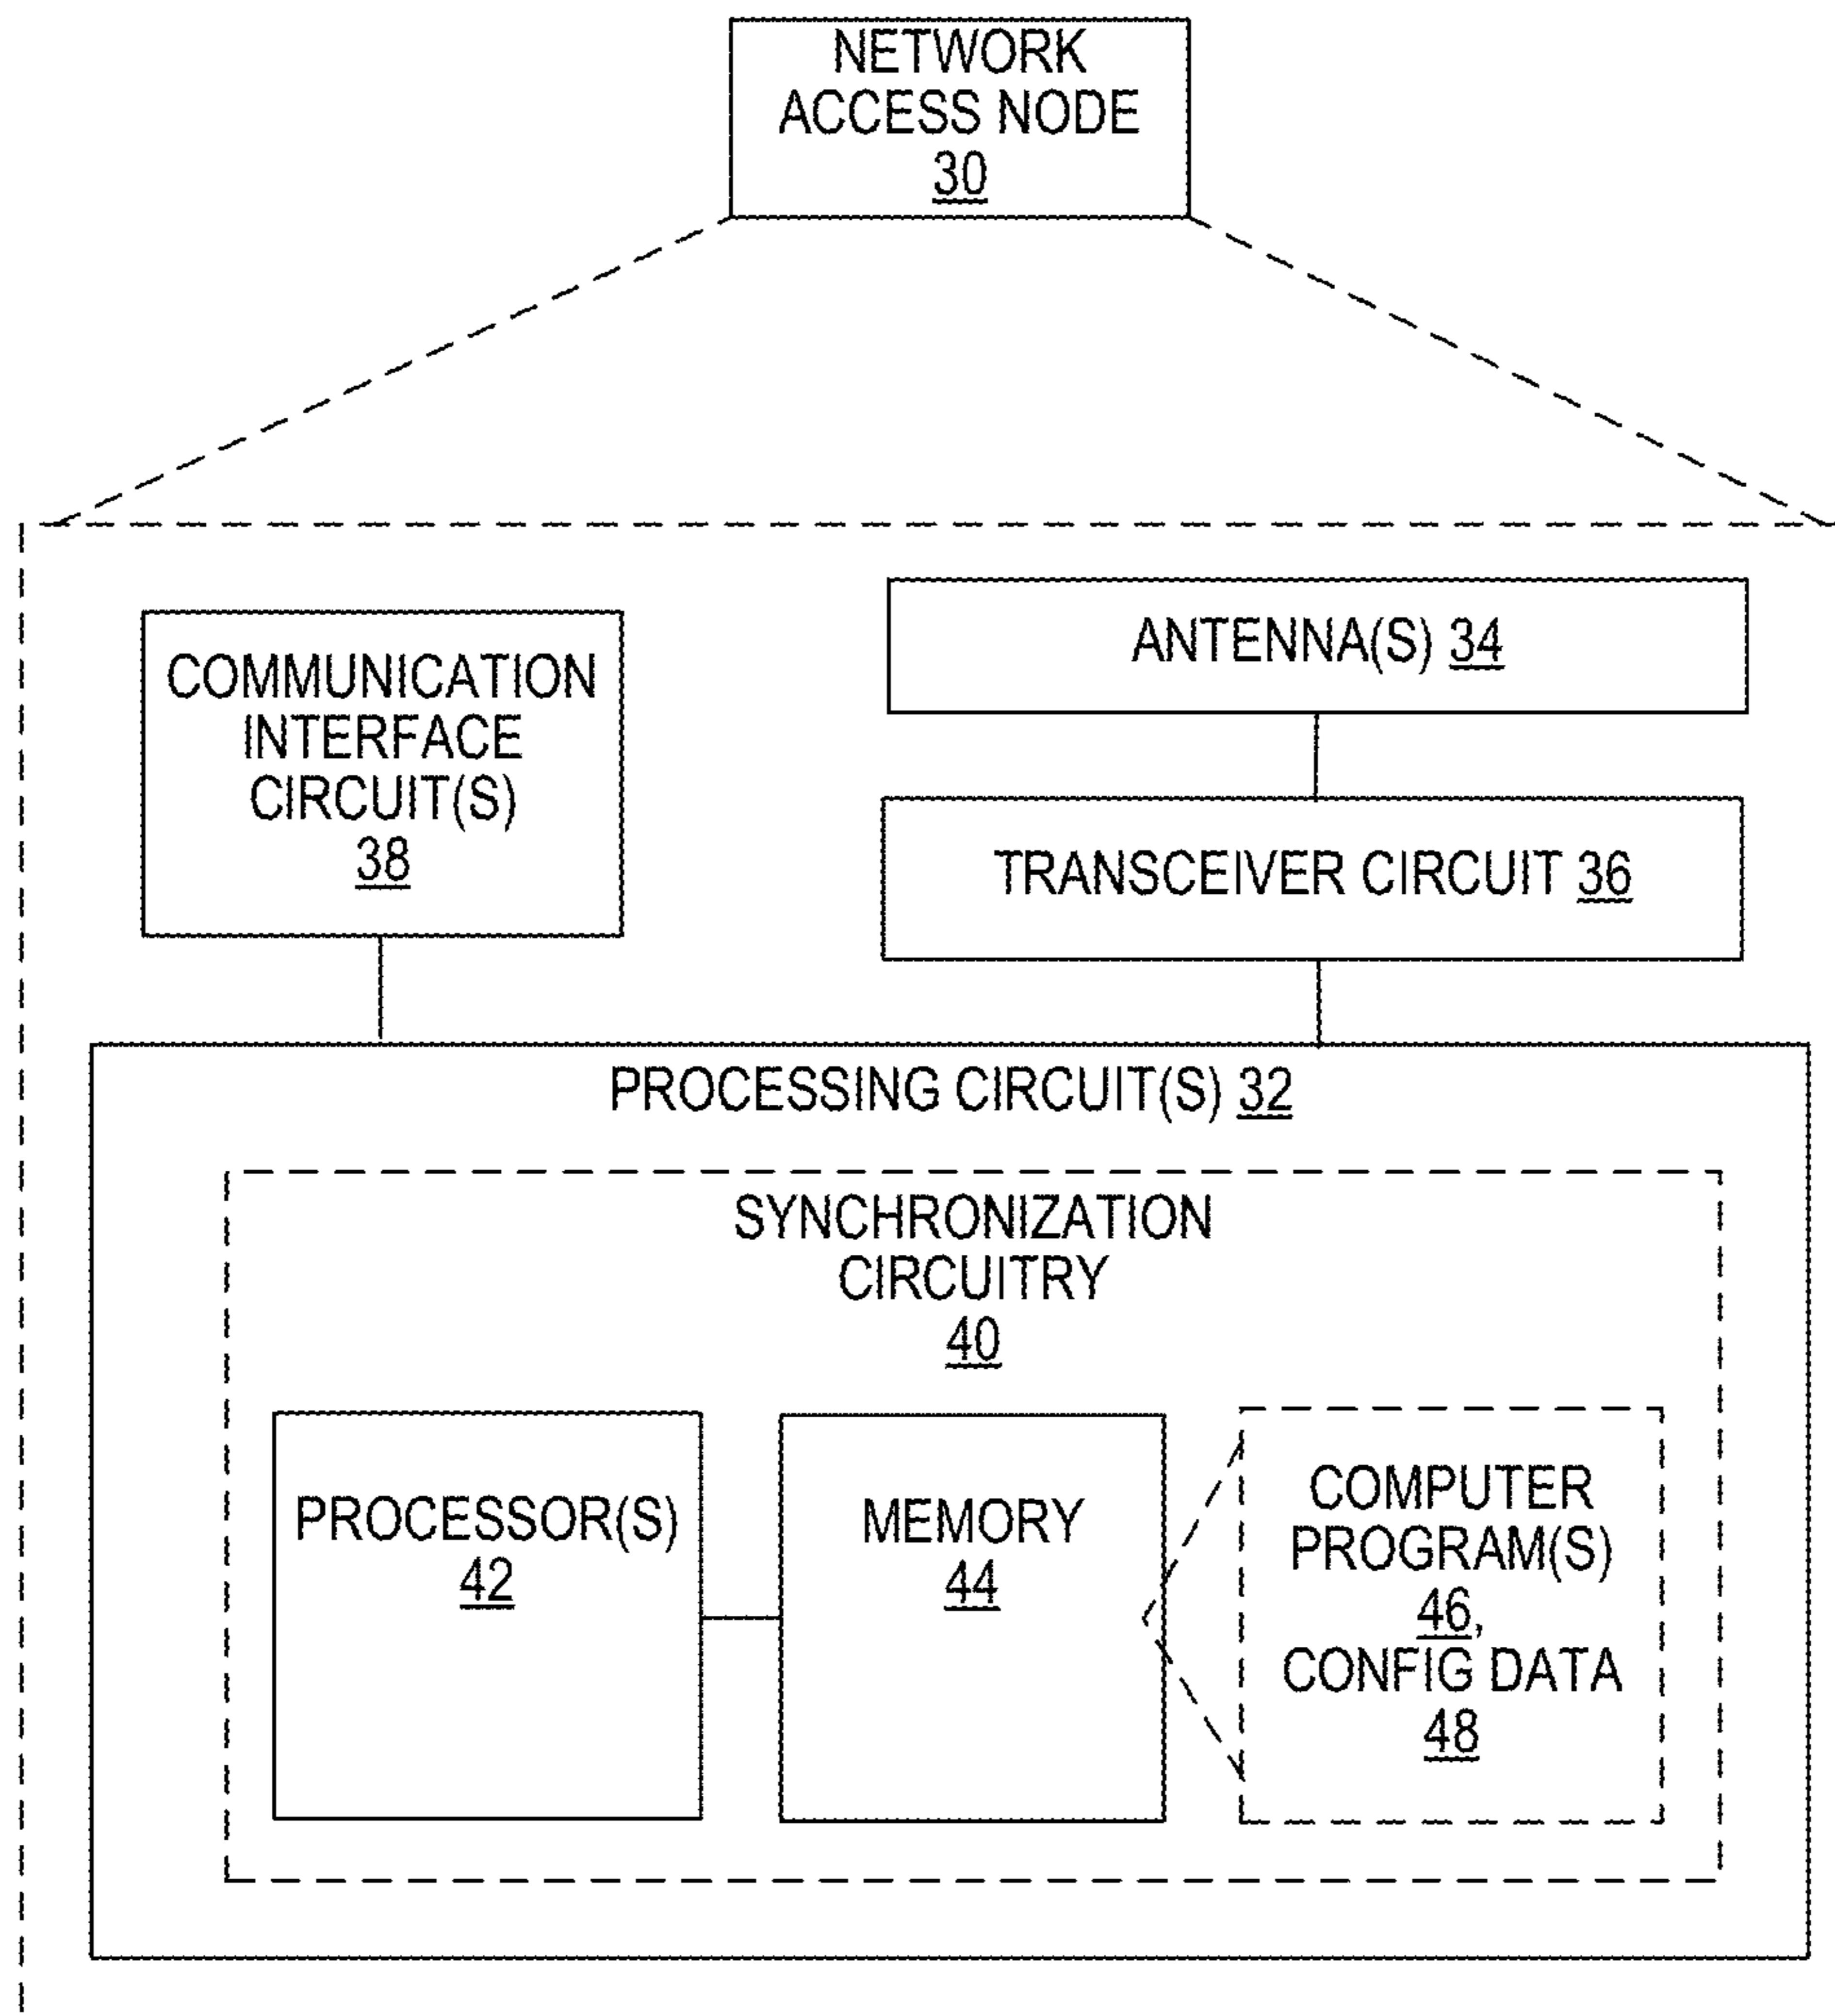 NETWORK
ACCESS NODE
30
COMMUNICATION
INTERFACE
CIRCUIT(S)
38
ANTENNA(S) 34
TRANSCEIVER CIRCUIT 36
PROCESSING CIRCUIT(S) 32
SYNCHRONIZATION
CIRCUITRY
40
PROCESSOR(S)
42
MEMORY
44
COMPUTER
PROGRAM(S)
46,
CONFIG DATA
48